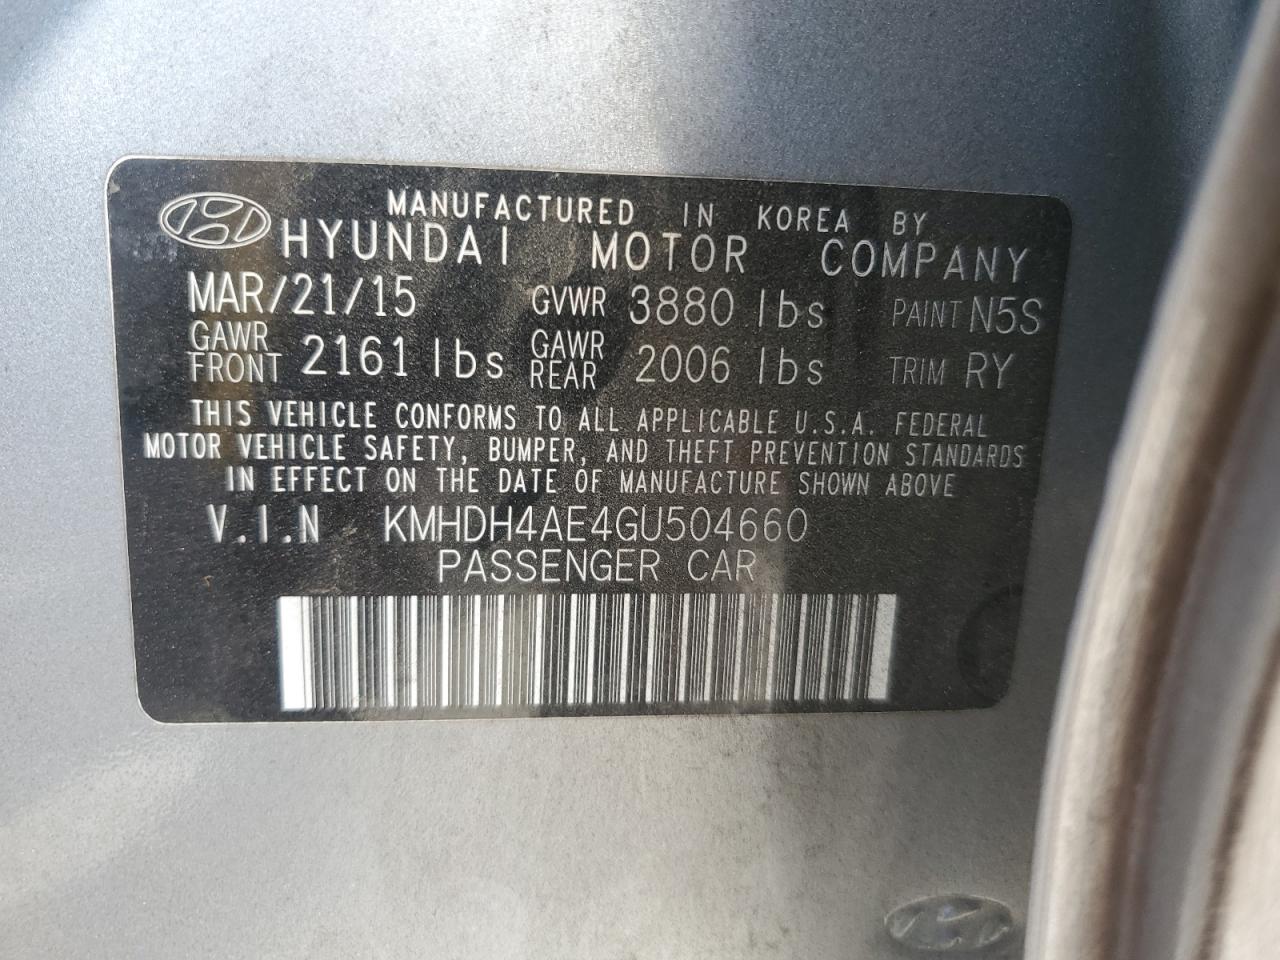 MANUFACTURED IN KOREA BY
HYUNDAI MOTOR COMPANY
MAR/21/15 GVWR 3880 lbs PAINT N5S
GAWR FRONT 2161 lbs GAWR REAR 2006 lbs TRIM RY
THIS VEHICLE CONFORMS TO ALL APPLICABLE U.S.A. FEDERAL
MOTOR VEHICLE SAFETY, BUMPER, AND THEFT PREVENTION STANDARDS
IN EFFECT ON THE DATE OF MANUFACTURE SHOWN ABOVE
V.I.N KMHDH4AE4GU504660
PASSENGER CAR